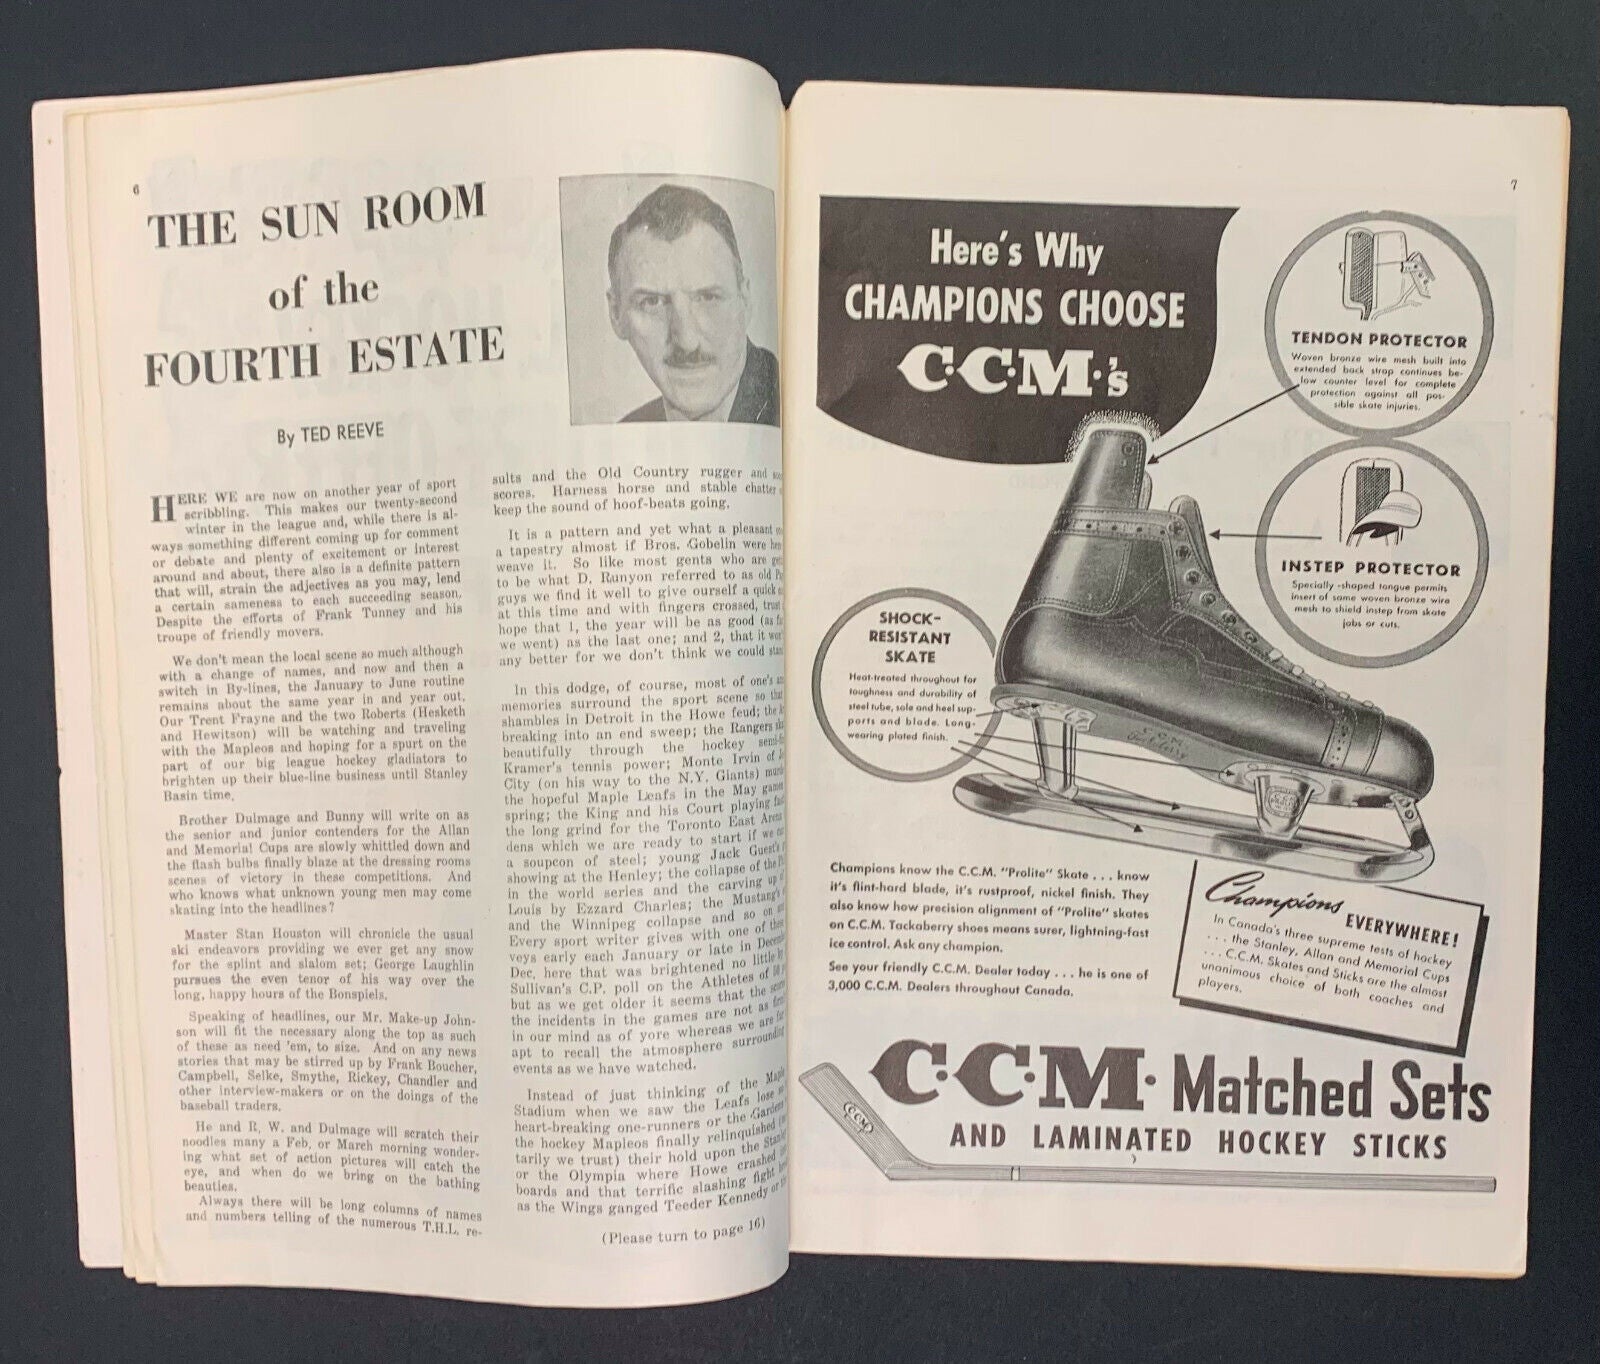 6
THE SUN ROOM
of the
FOURTH ESTATE
By TED REEVE
HERE WE are now on another year of sport
scribbling. This makes our twenty-second
winter in the league and, while there is al-
ways something different coming up for comment
or debate and plenty of excitement or interest
around and about, there also is a definite pattern
that will, strain the adjectives as you may, lend
a certain sameness to each succeeding season.
Despite the efforts of Frank Tunney and his
troupe of friendly movers.
We don't mean the local scene so much although
with a change of names, and now and then a
switch in By-lines, the January to June routine
remains about the same year in and year out.
Our Trent Frayne and the two Roberts (Hesketh
and Hewitson) will be watching and traveling
with the Mapleos and hoping for a spurt on the
part of our big league hockey gladiators to
brighten up their blue-line business until Stanley
Basin time.
Brother Dulmage and Bunny will write on as
the senior and junior contenders for the Allan
and Memorial Cups are slowly whittled down and
the flash bulbs finally blaze at the dressing rooms
scenes of victory in these competitions. And
who knows what unknown young men may come
skating into the headlines?
Master Stan Houston will chronicle the usual
ski endeavors providing we ever get any snow
for the splint and slalom set; George Laughlin
pursues the even tenor of his way over the
long, happy hours of the Bonspiels.
Speaking of headlines, our Mr. Make-up John-
son will fit the necessary along the top as such
of these as need 'em, to size. And on any news
stories that may be stirred up by Frank Boucher,
Campbell, Selke, Smythe, Rickey, Chandler and
other interview-makers or on the doings of the
baseball traders.
He and R. W. and Dulmage will scratch their
noodles many a Feb. or March morning wonder-
ing what set of action pictures will catch the
eye, and when do we bring on the bathing
beauties.
Always there will be long columns of names
and numbers telling of the numerous T.H.L. re-
sults and the Old Country rugger and
scores. Harness horse and stable chatter
keep the sound of hoof-beats going.
It is a pattern and yet what a pleasant
a tapestry almost if Bros. Gobelin were
weave it. So like most gents who are
to be what D. Runyon referred to as old
guys we find it well to give ourself a quick
at this time and with fingers crossed, trust
hope that 1, the year will be as good (as
we went) as the last one; and 2, that it
any better for we don't think we could
In this dodge, of course, most of one's
memories surround the sport scene so that
shambles in Detroit in the Howe feud; the
breaking into an end sweep; the Rangers
beautifully through the hockey
Kramer's tennis power; Monte Irvin of
City (on his way to the N.Y. Giants)
the hopeful Maple Leafs in the May
spring; the King and his Court playing
the long grind for the Toronto East
dens which we are ready to start if we
a soupcon of steel; young Jack Guest's
showing at the Henley; the collapse of the
in the world series and the carving up
Louis by Ezzard Charles; the Mustang's
and the Winnipeg collapse and so on
Every sport writer gives with one of
veys early each January or late in
Dec. here that was brightened no little
Sullivan's C.P. poll on the Athletes of
but as we get older it seems that the
the incidents in the games are not as
in our mind as of yore whereas we are
apt to recall the atmosphere surrounding
events as we have watched.
Instead of just thinking of the Maple
Stadium when we saw the Leafs lose
heart-breaking one-runners or the Gardens
the hockey Mapleos finally relinquished
tarily we trust) their hold upon the
or the Olympia where Howe crashed
boards and that terrific slashing fight
as the Wings ganged Teeder Kennedy or
(Please turn to page 16)
7
Here's Why
CHAMPIONS CHOOSE
C·C·M·'s
TENDON PROTECTOR
Woven bronze wire mesh built into
extended back strap continues be-
low counter level for complete
protection against all pos-
sible skate injuries.
INSTEP PROTECTOR
Specially-shaped tongue permits
insert of same woven bronze wire
mesh to shield instep from skate
jabs or cuts.
SHOCK-
RESISTANT
SKATE
Heat-treated throughout for
toughness and durability of
steel tube, sole and heel sup-
ports and blade. Long-
wearing plated finish.
C.C.M.
Tackaberry
Champions know the C.C.M. "Prolite" Skate . . . know
it's flint-hard blade, it's rustproof, nickel finish. They
also know how precision alignment of "Prolite" skates
on C.C.M. Tackaberry shoes means surer, lightning-fast
ice control. Ask any champion.
See your friendly C.C.M. Dealer today . . . he is one of
3,000 C.C.M. Dealers throughout Canada.
Champions
EVERYWHERE!
In Canada's three supreme tests of hockey
. . . the Stanley, Allan and Memorial Cups
. . . C.C.M. Skates and Sticks are the almost
unanimous choice of both coaches and
players.
C·C·M· Matched Sets
CCM
AND LAMINATED HOCKEY STICKS